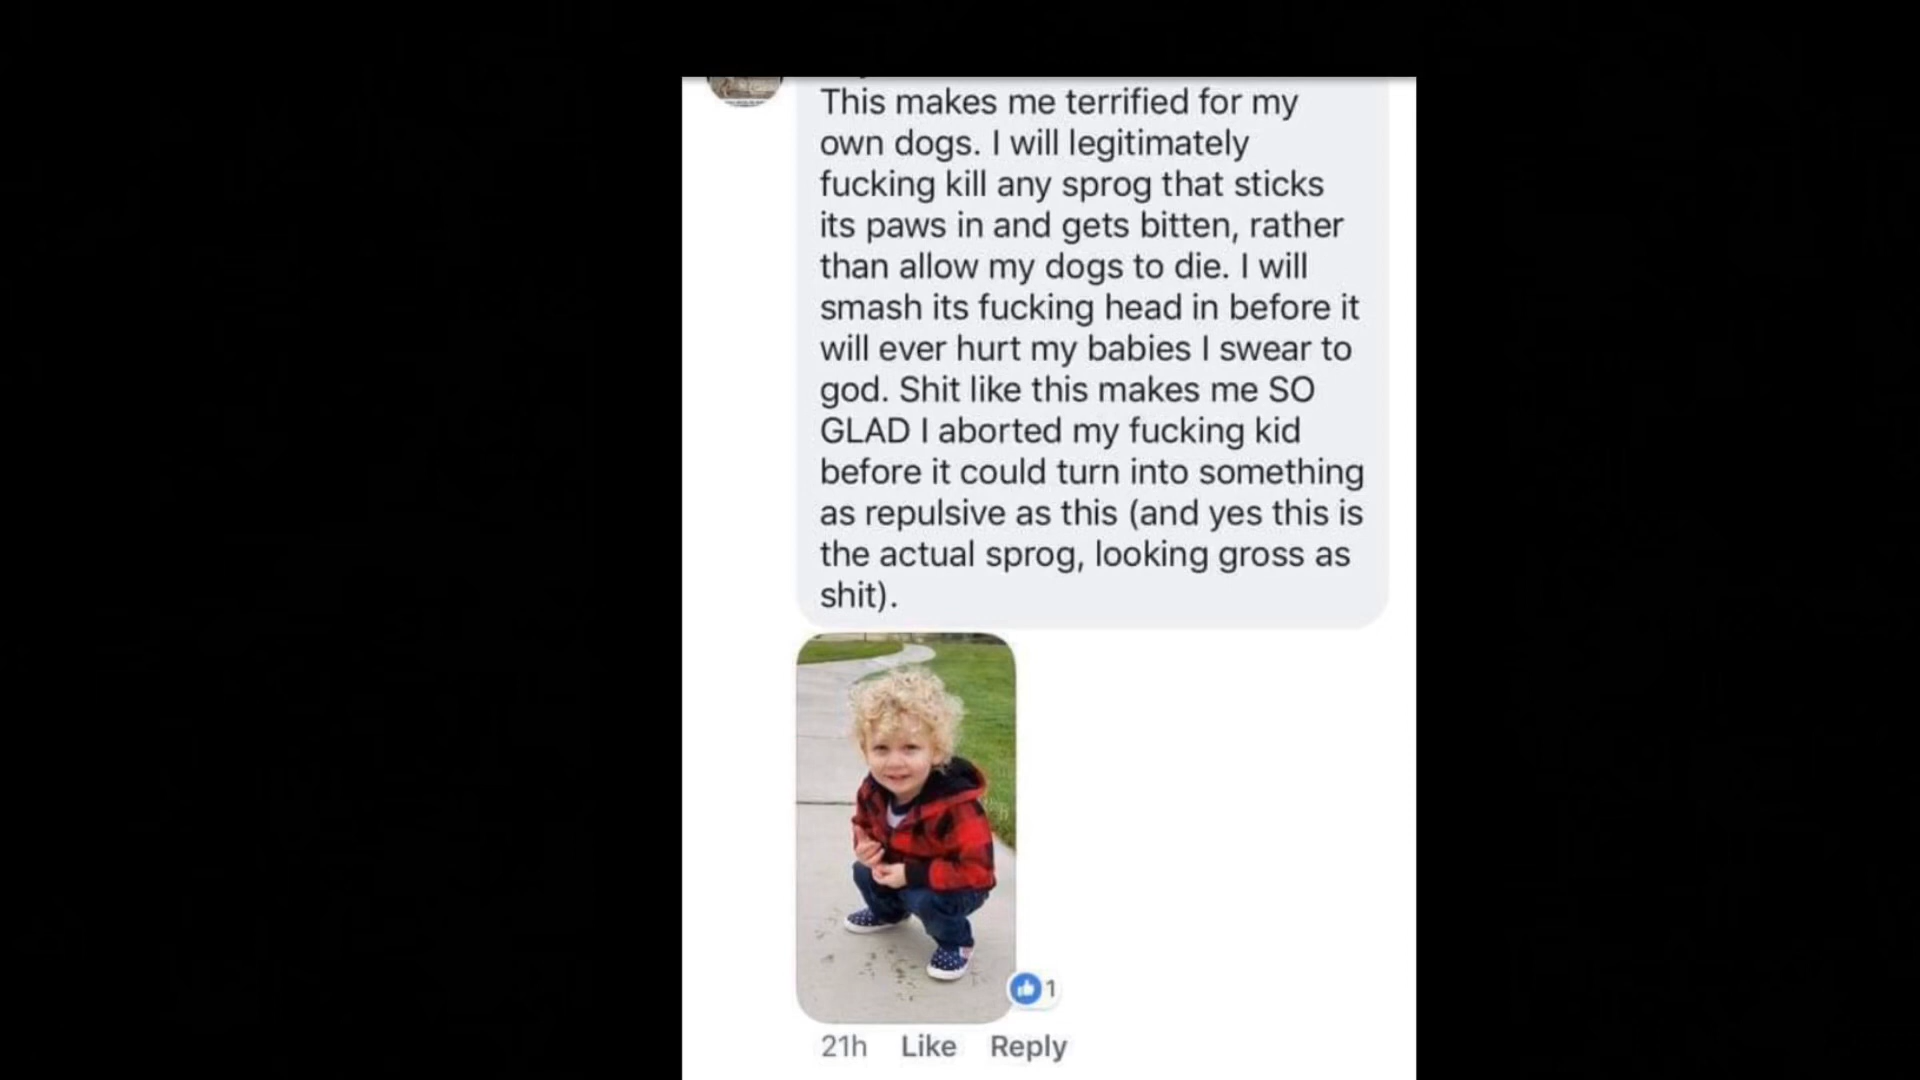 This makes me terrified for my
own dogs. I will legitimately
fucking kill any sprog that sticks
its paws in and gets bitten, rather
than allow my dogs to die. I will
smash its fucking head in before it
will ever hurt my babies I swear to
god. Shit like this makes me SO
GLAD I aborted my fucking kid
before it could turn into something
as repulsive as this (and yes this is
the actual sprog, looking gross as
shit).
1
21h Like Reply